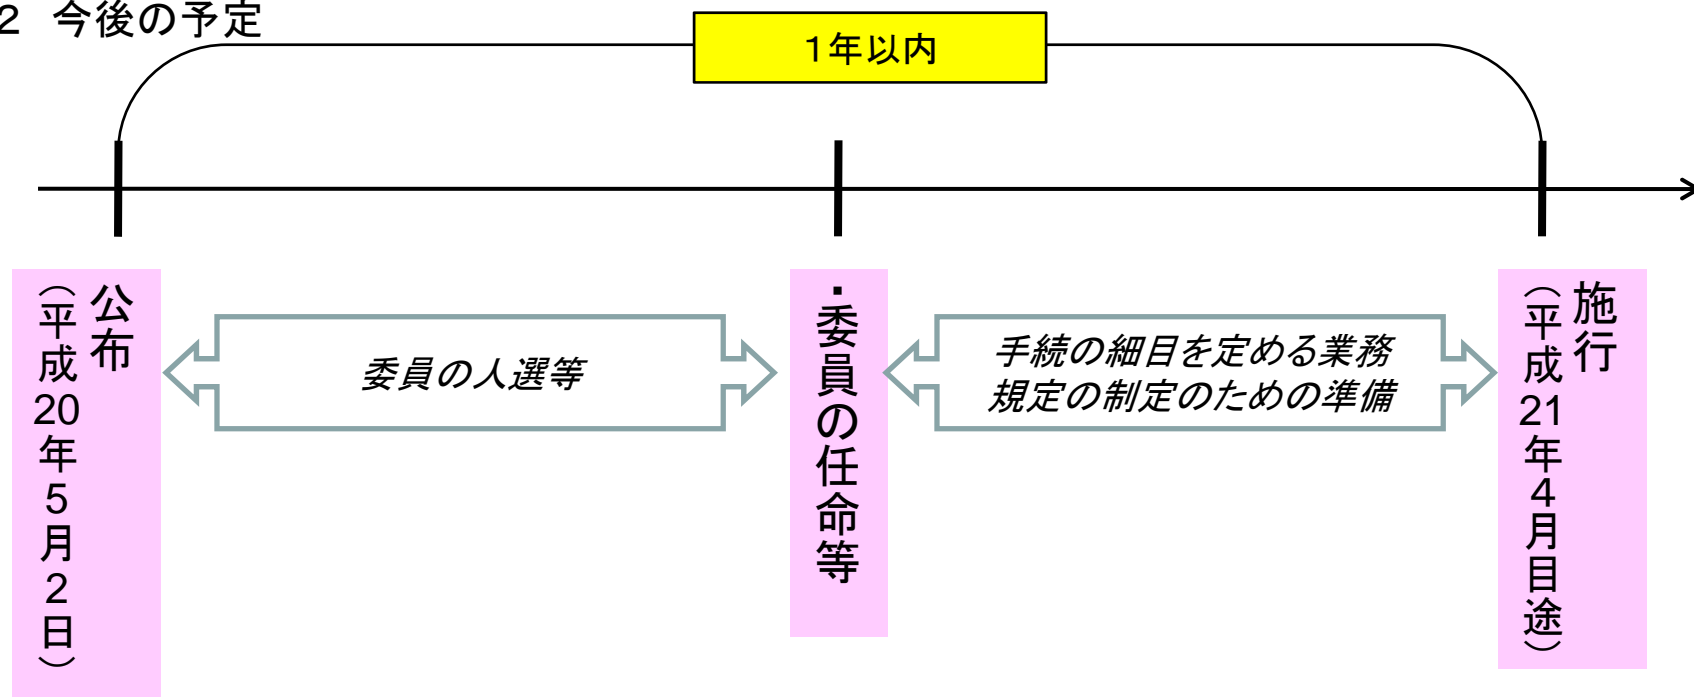 2 今後の予定
1年以内
公布
（平成20年5月2日）
委員の人選等
・委員の任命等
手続の細目を定める業務
規定の制定のための準備
施行
（平成21年4月目途）